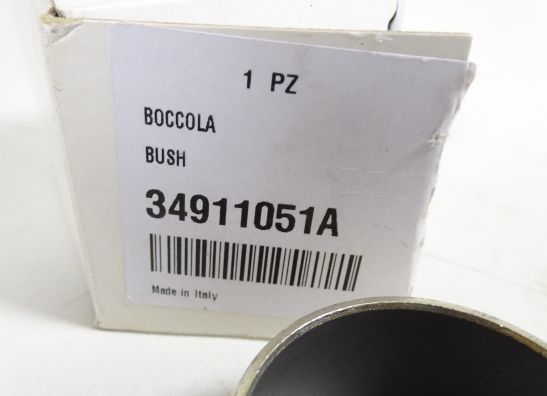 1 PZ
BOCCOLA
BUSH
34911051A
Made in Italy